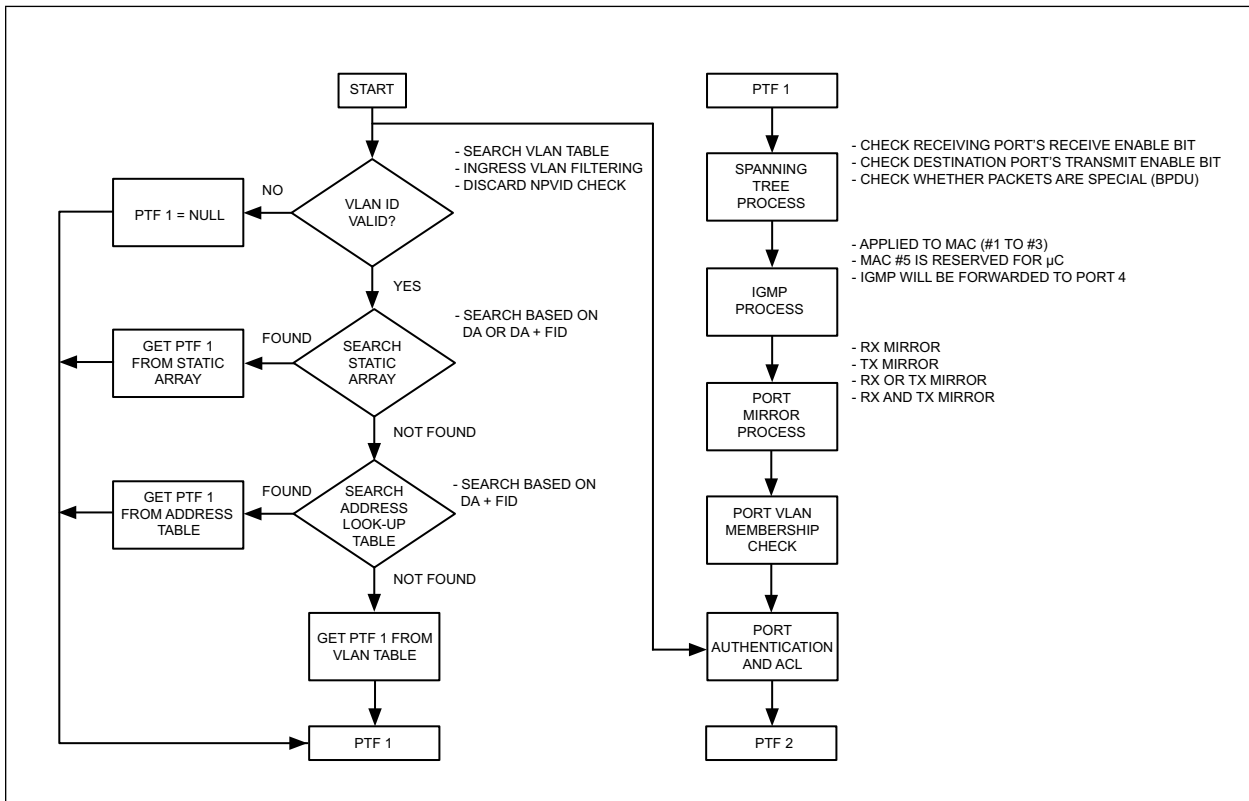 START
- SEARCH VLAN TABLE
- INGRESS VLAN FILTERING
- DISCARD NPVID CHECK
VLAN ID
VALID?
NO
PTF 1 = NULL
YES
- SEARCH BASED ON
DA OR DA + FID
SEARCH
STATIC
ARRAY
FOUND
GET PTF 1
FROM STATIC
ARRAY
NOT FOUND
- SEARCH BASED ON
DA + FID
SEARCH
ADDRESS
LOOK-UP
TABLE
FOUND
GET PTF 1
FROM ADDRESS
TABLE
NOT FOUND
GET PTF 1 FROM
VLAN TABLE
PTF 1
PTF 1
- CHECK RECEIVING PORT'S RECEIVE ENABLE BIT
- CHECK DESTINATION PORT'S TRANSMIT ENABLE BIT
- CHECK WHETHER PACKETS ARE SPECIAL (BPDU)
SPANNING
TREE
PROCESS
- APPLIED TO MAC (#1 TO #3)
- MAC #5 IS RESERVED FOR µC
- IGMP WILL BE FORWARDED TO PORT 4
IGMP
PROCESS
- RX MIRROR
- TX MIRROR
- RX OR TX MIRROR
- RX AND TX MIRROR
PORT
MIRROR
PROCESS
PORT VLAN
MEMBERSHIP
CHECK
PORT
AUTHENTICATION
AND ACL
PTF 2